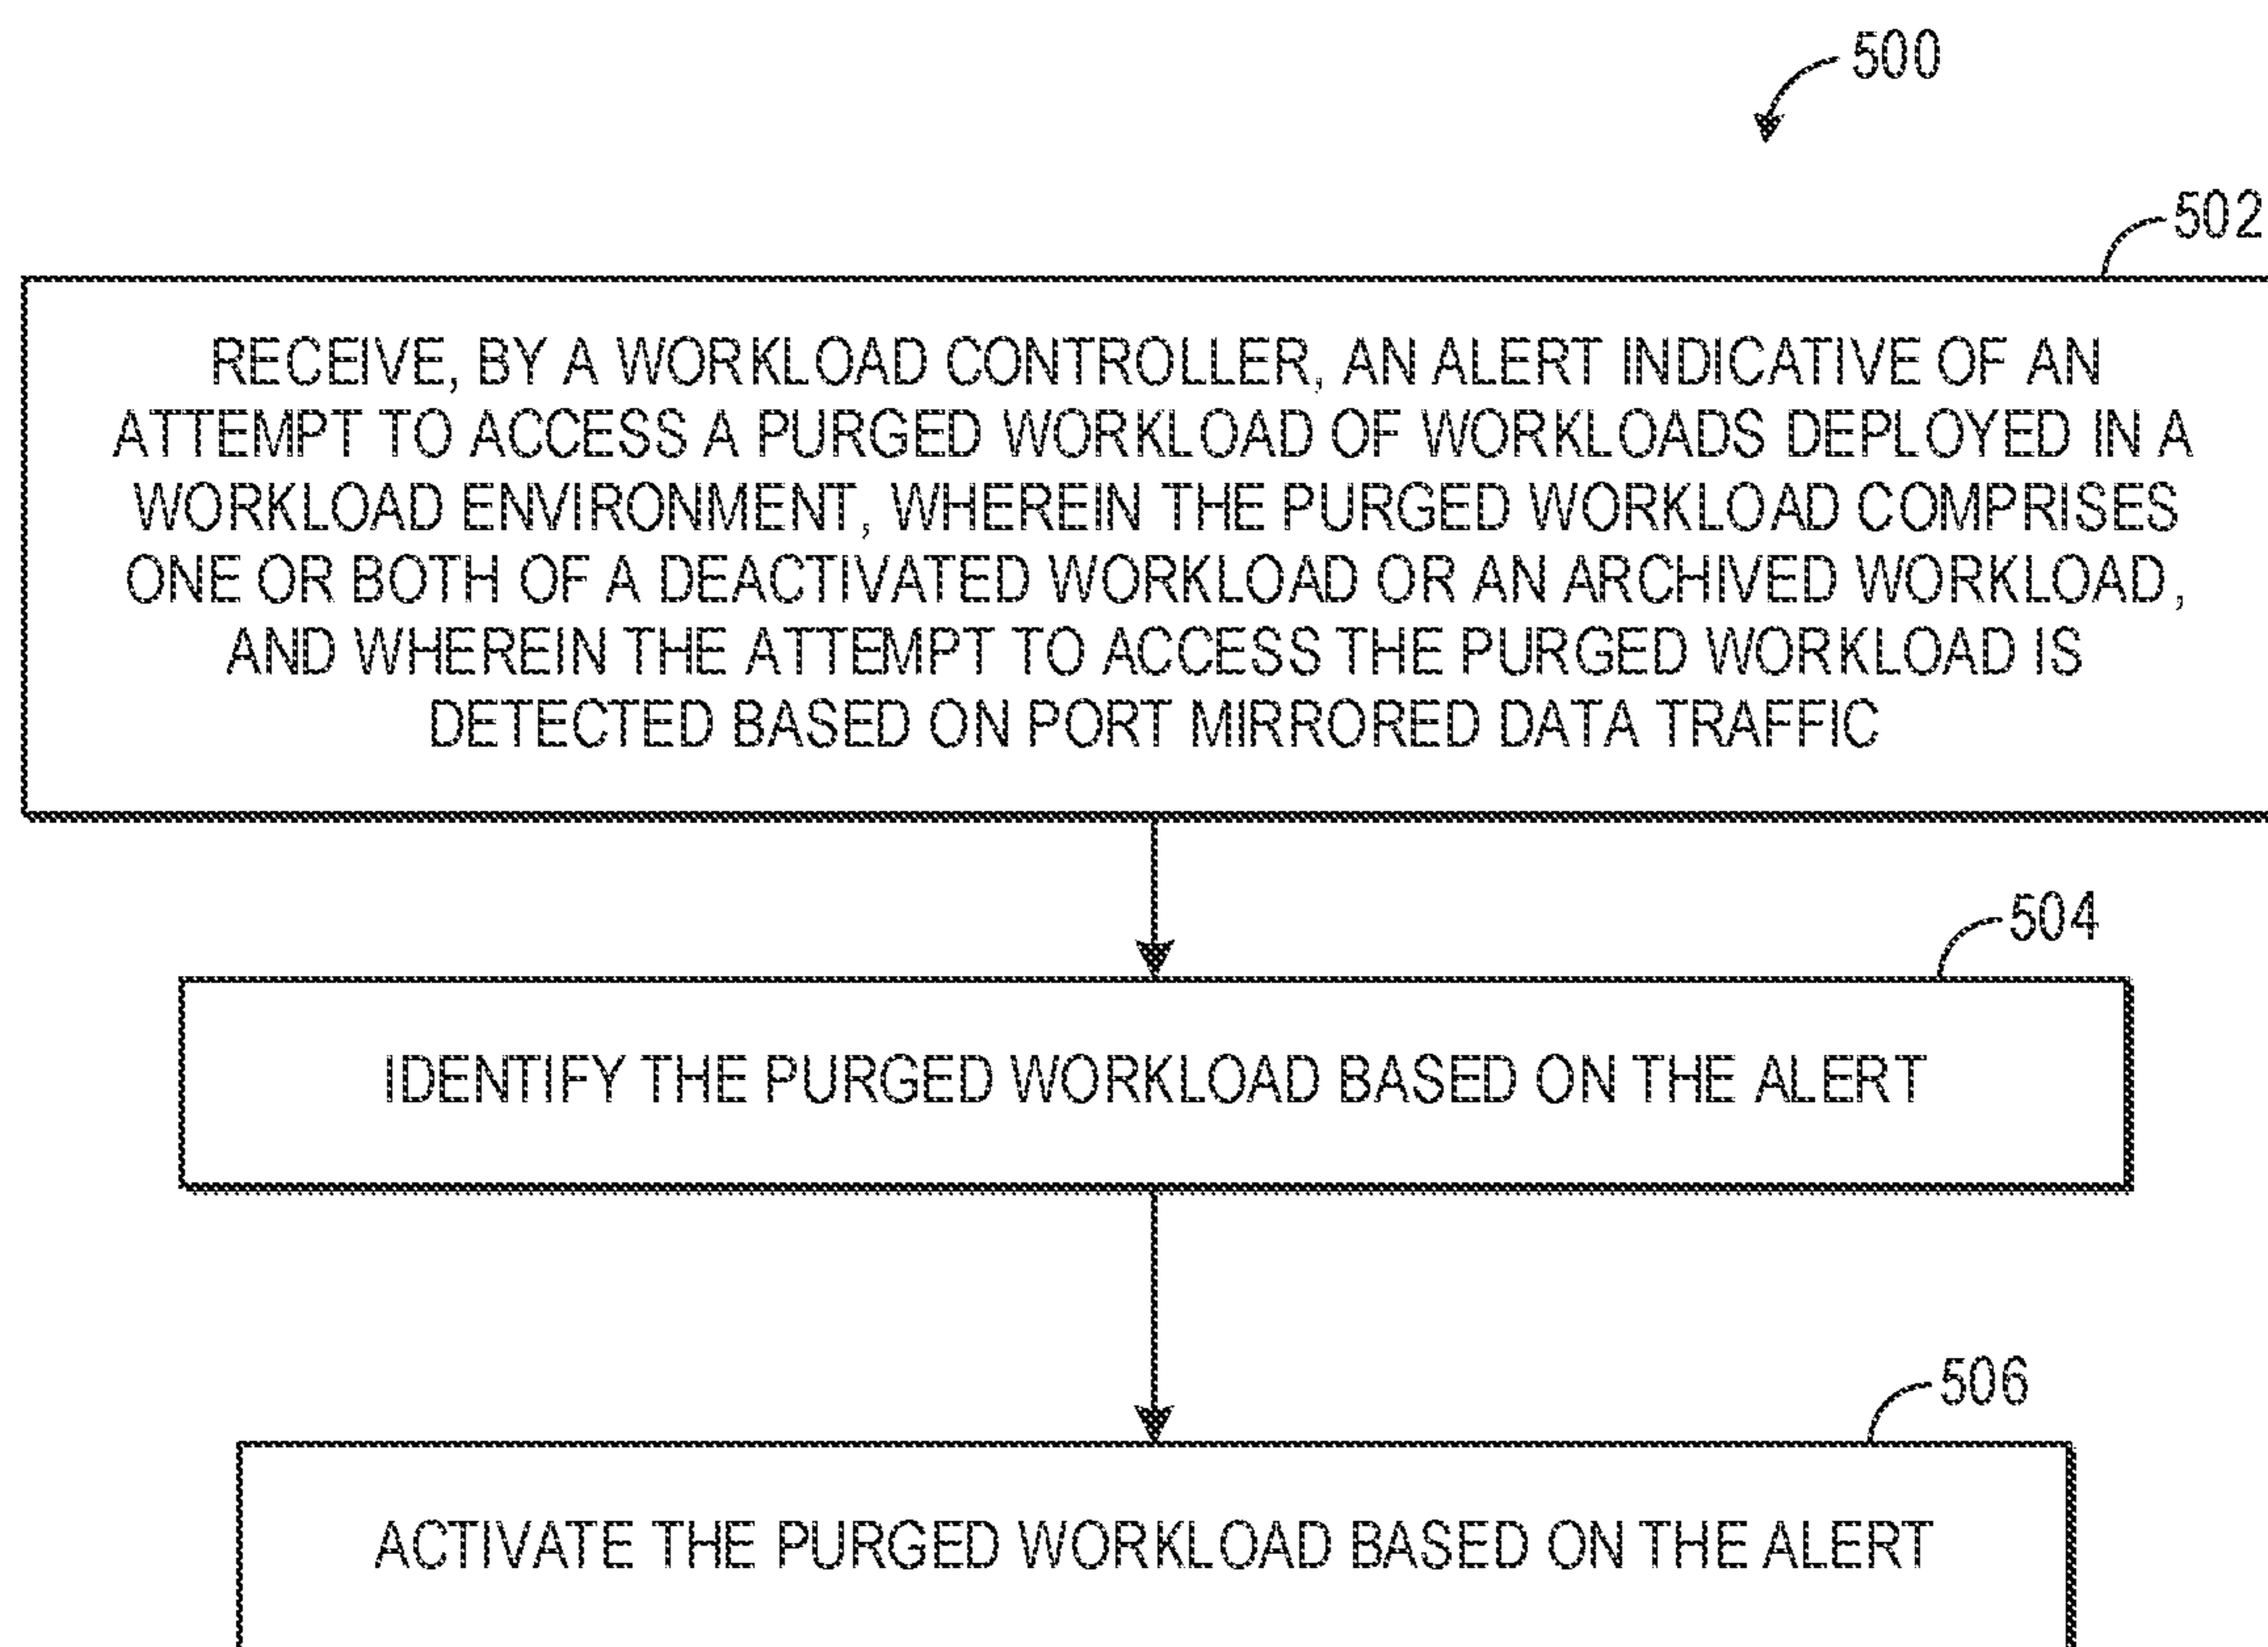 500
502
RECEIVE, BY A WORKLOAD CONTROLLER, AN ALERT INDICATIVE OF AN
ATTEMPT TO ACCESS A PURGED WORKLOAD OF WORKLOADS DEPLOYED IN A
WORKLOAD ENVIRONMENT, WHEREIN THE PURGED WORKLOAD COMPRISES
ONE OR BOTH OF A DEACTIVATED WORKLOAD OR AN ARCHIVED WORKLOAD,
AND WHEREIN THE ATTEMPT TO ACCESS THE PURGED WORKLOAD IS
DETECTED BASED ON PORT MIRRORED DATA TRAFFIC
504
IDENTIFY THE PURGED WORKLOAD BASED ON THE ALERT
506
ACTIVATE THE PURGED WORKLOAD BASED ON THE ALERT